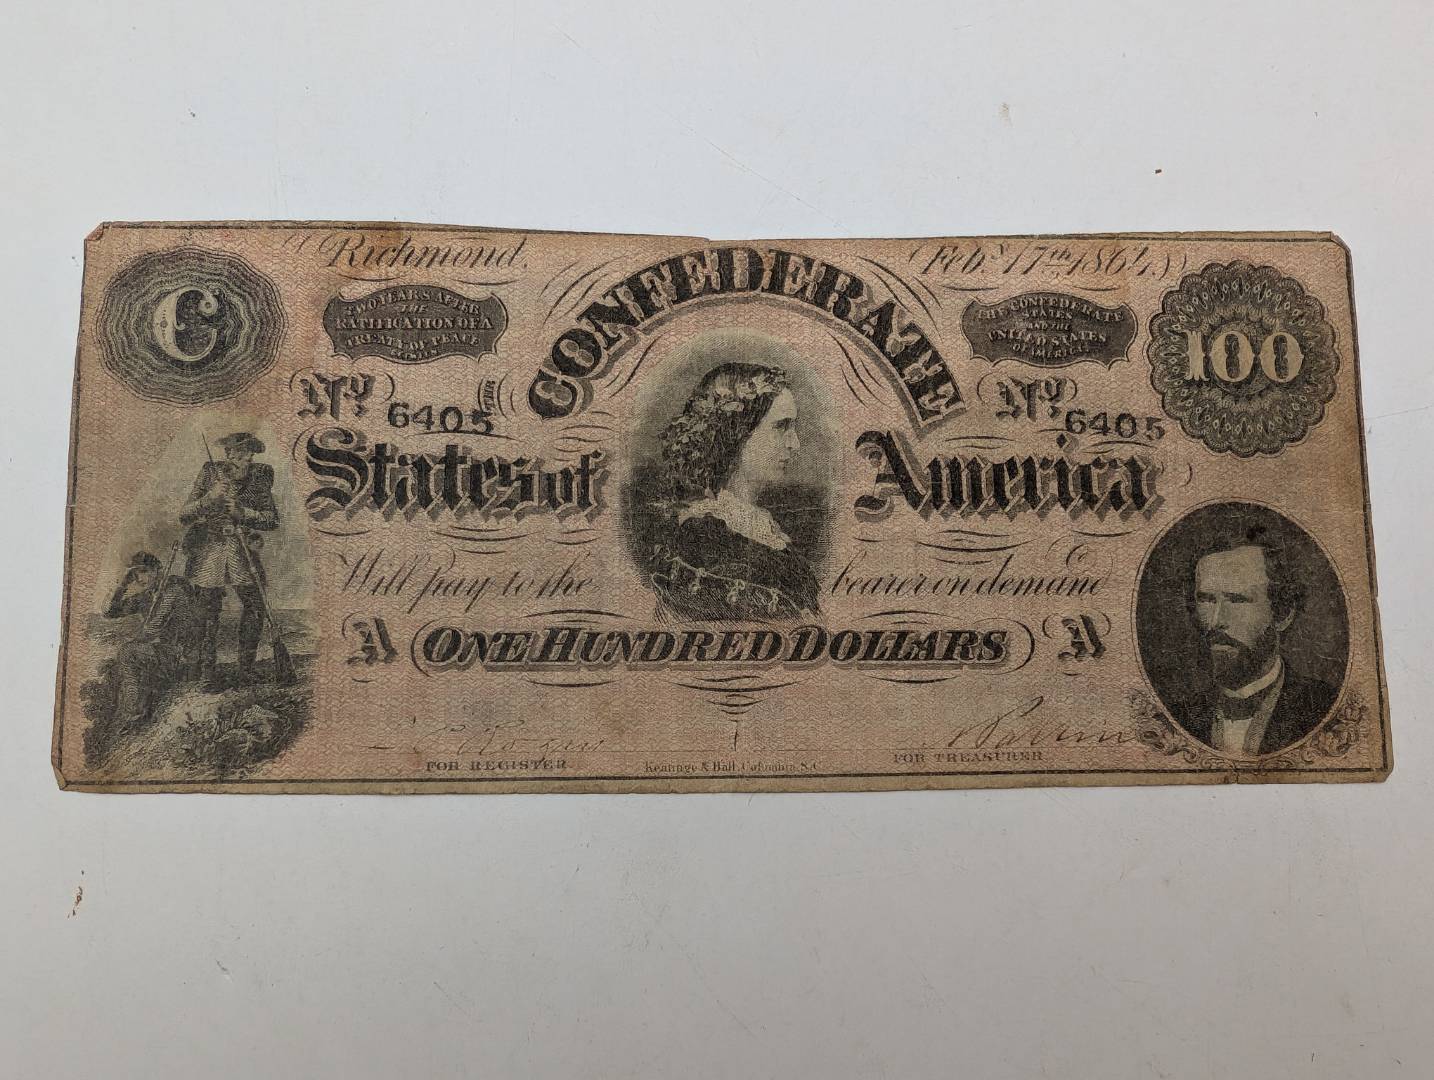 Richmond, Feb. 17th 1864.
C
TWO YEARS AFTER
THE
RATIFICATION OF A
TREATY OF PEACE
BETWEEN
CONFEDERATE
THE CONFEDERATE
STATES
AND THE
UNITED STATES
OF AMERICA
100
No 6405
No 6405
States of America
Will pay to the bearer on demand
A ONE HUNDRED DOLLARS A
FOR REGISTER
Keatinge & Ball, Columbia, S.C.
FOR TREASURER